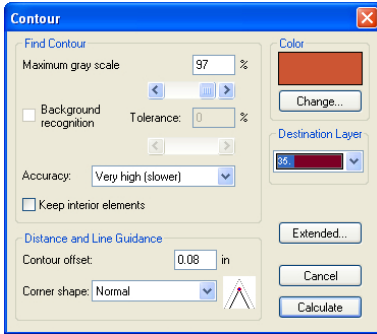 Contour
Find Contour
Maximum gray scale 97 %
Background recognition Tolerance: 0 %
Accuracy: Very high (slower)
Keep interior elements
Distance and Line Guidance
Contour offset: 0.08 in
Corner shape: Normal
Color
Change...
Destination Layer
35.
Extended...
Cancel
Calculate